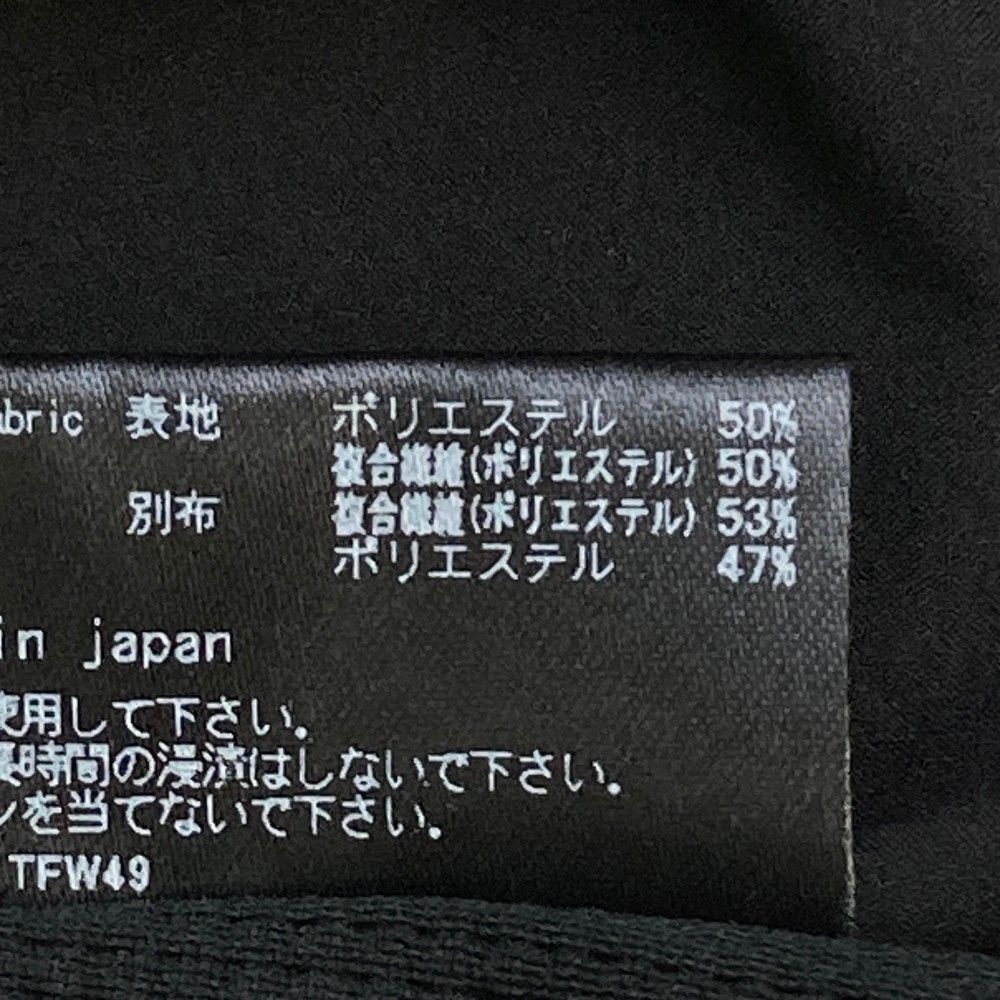 abric 表地 ポリエステル 50%
複合繊維(ポリエステル) 50%
別布 複合繊維(ポリエステル) 53%
ポリエステル 47%
in japan
使用して下さい。
長時間の浸漬はしないで下さい。
ンを当てないで下さい。
TFW49